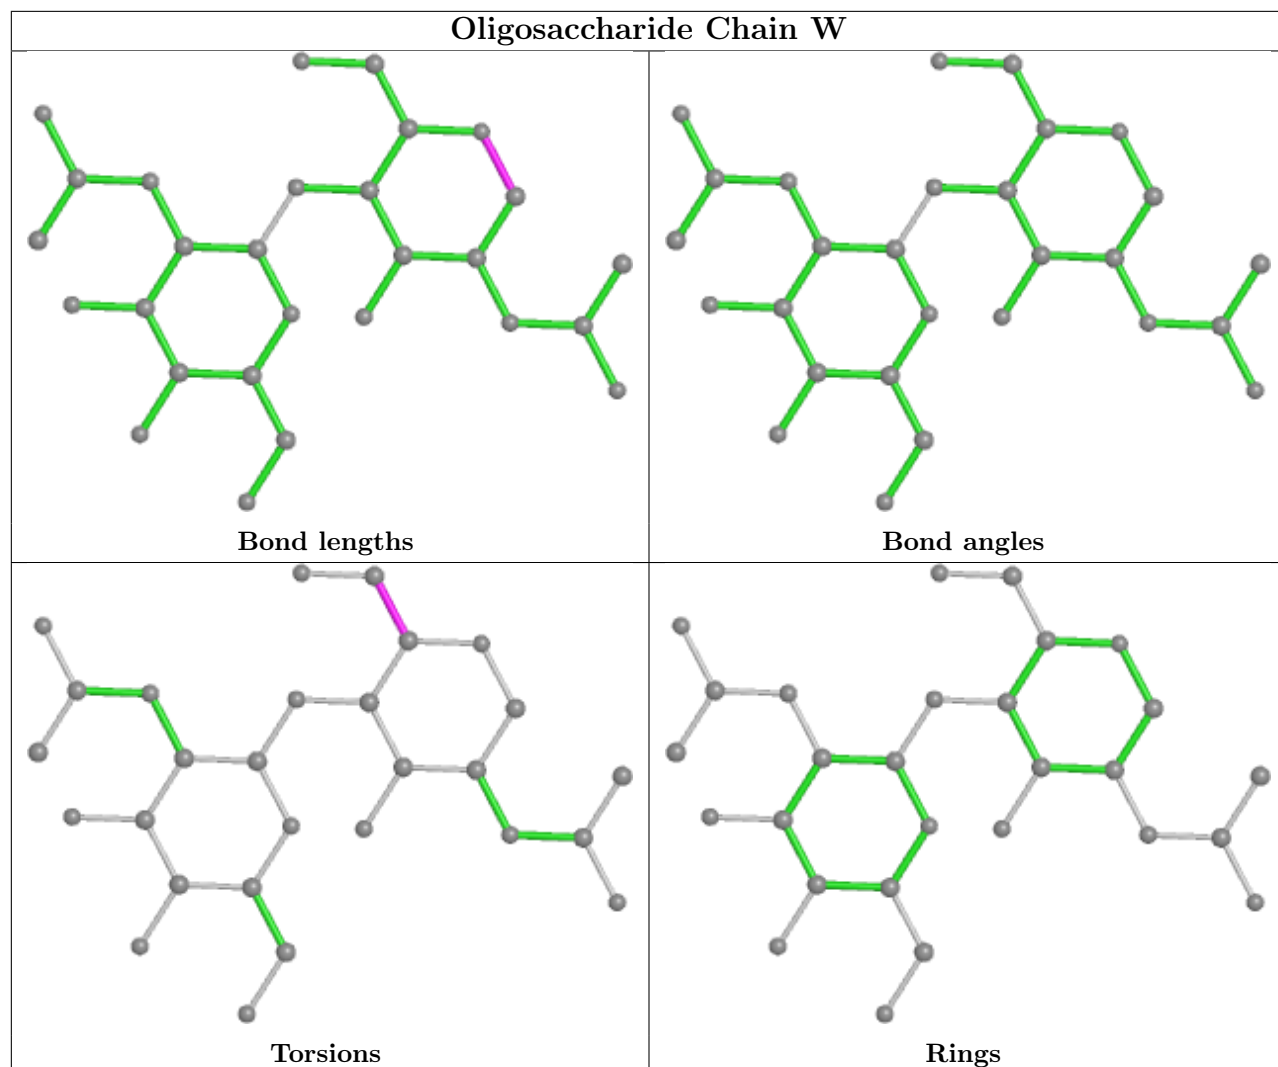 Oligosaccharide Chain W
Bond lengths
Bond angles
Torsions
Rings